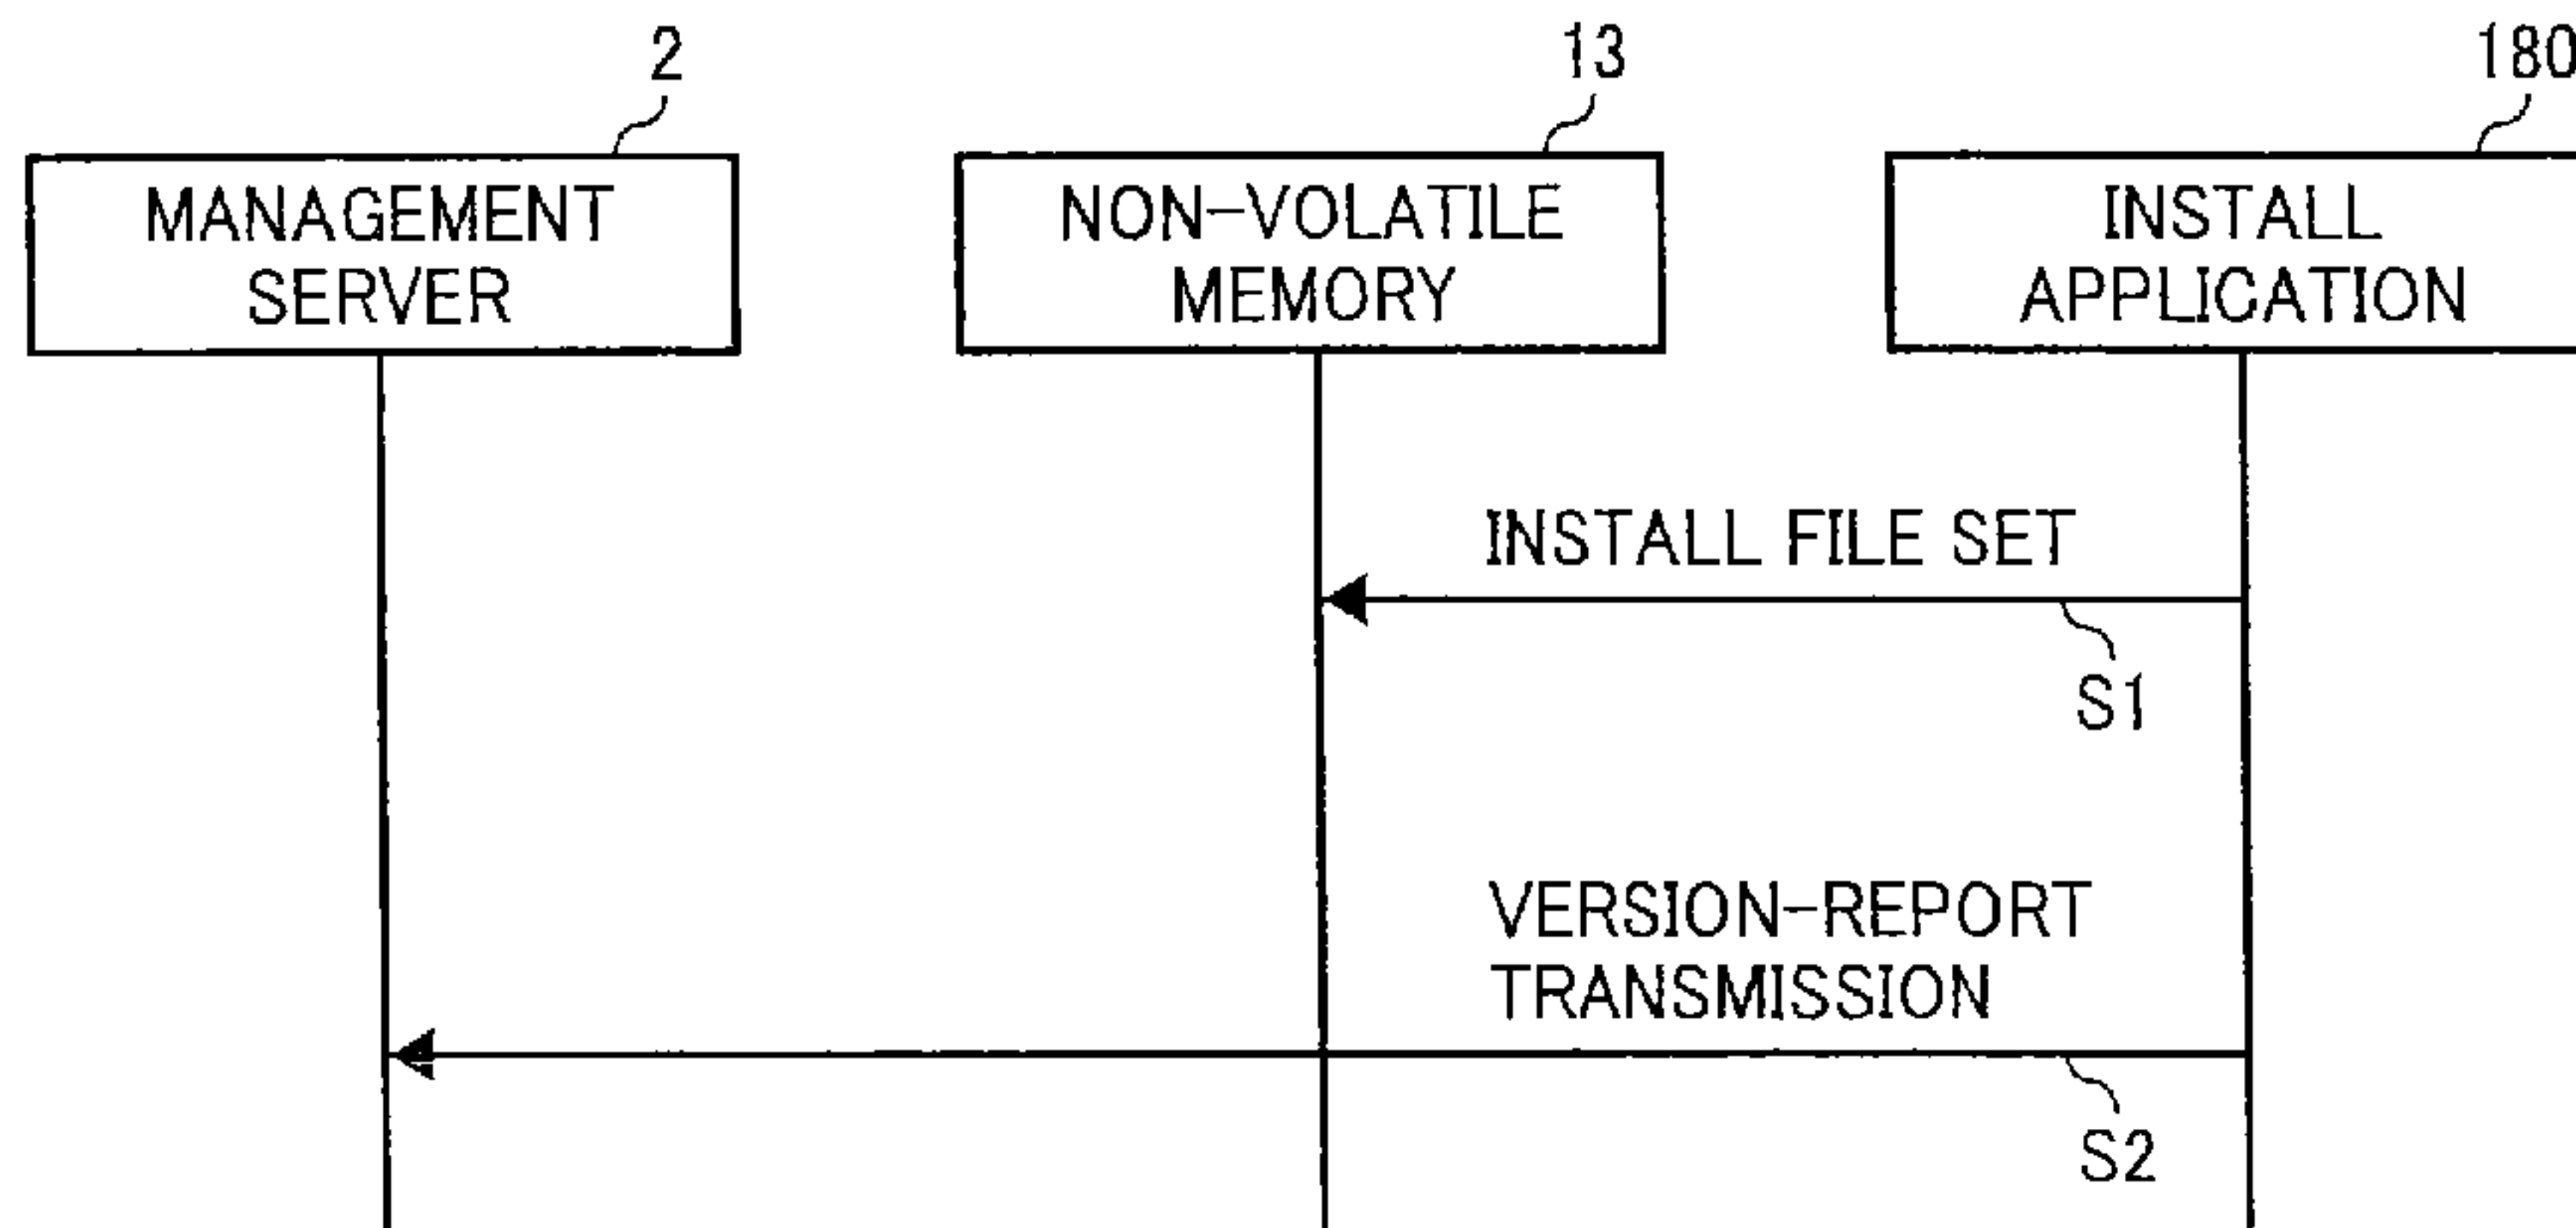 2
13
180
MANAGEMENT
SERVER
NON-VOLATILE
MEMORY
INSTALL
APPLICATION
INSTALL FILE SET
S1
VERSION-REPORT
TRANSMISSION
S2